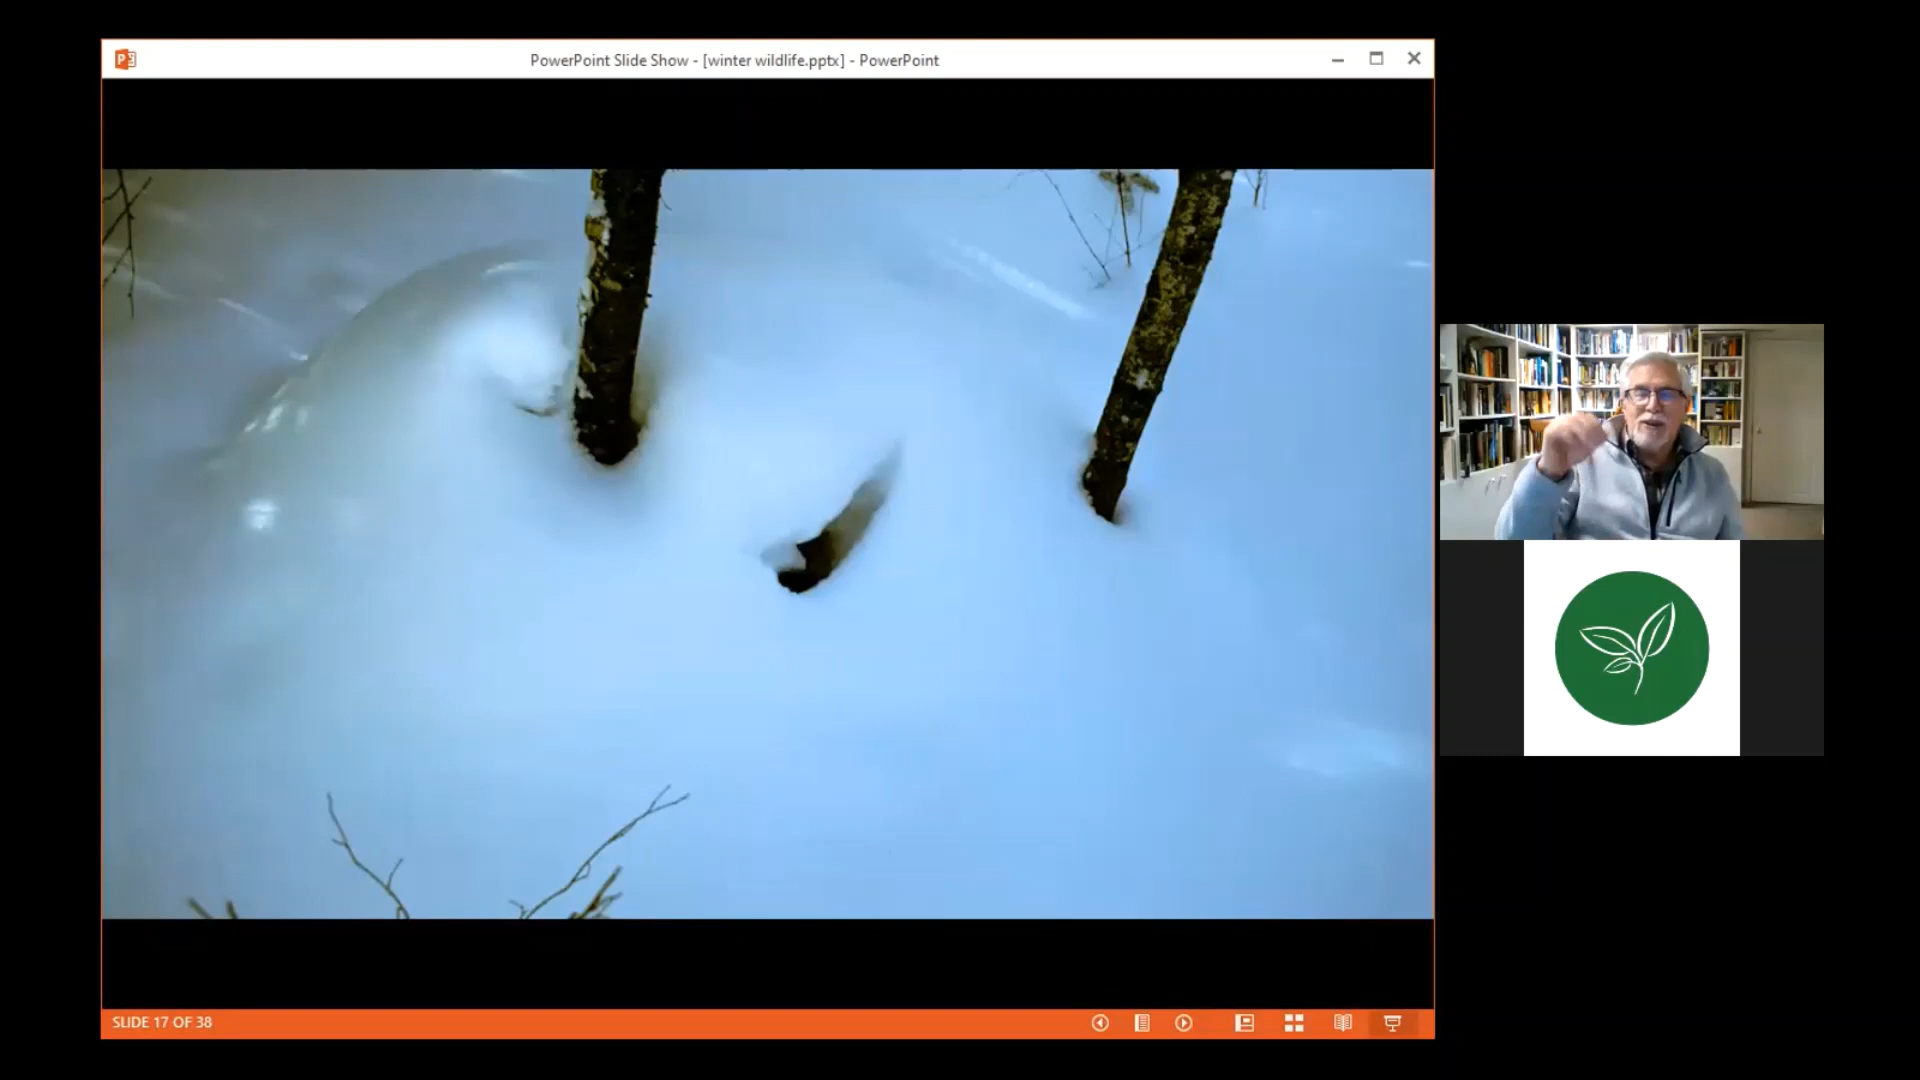 PowerPoint Slide Show - [winter wildlife.pptx] - PowerPoint
SLIDE 17 OF 38